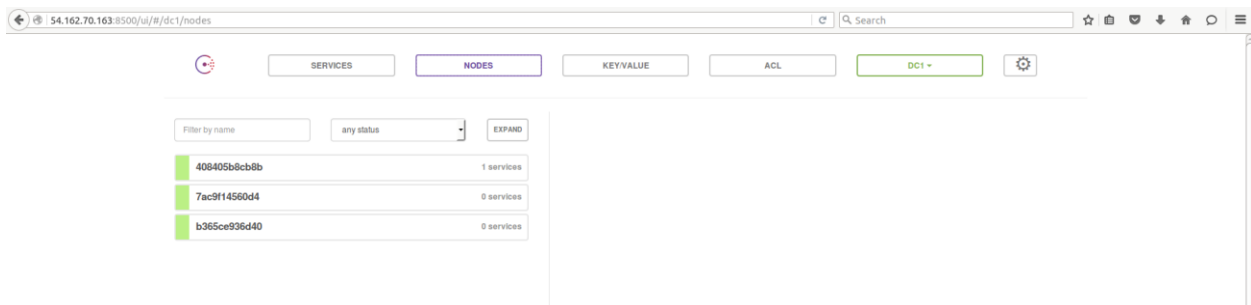 54.162.70.163:8500/ui/#/dc1/nodes Search
SERVICES NODES KEY/VALUE ACL DC1
Filter by name any status EXPAND
408405b8cb8b 1 services
7ac9f14560d4 0 services
b365ce936d40 0 services